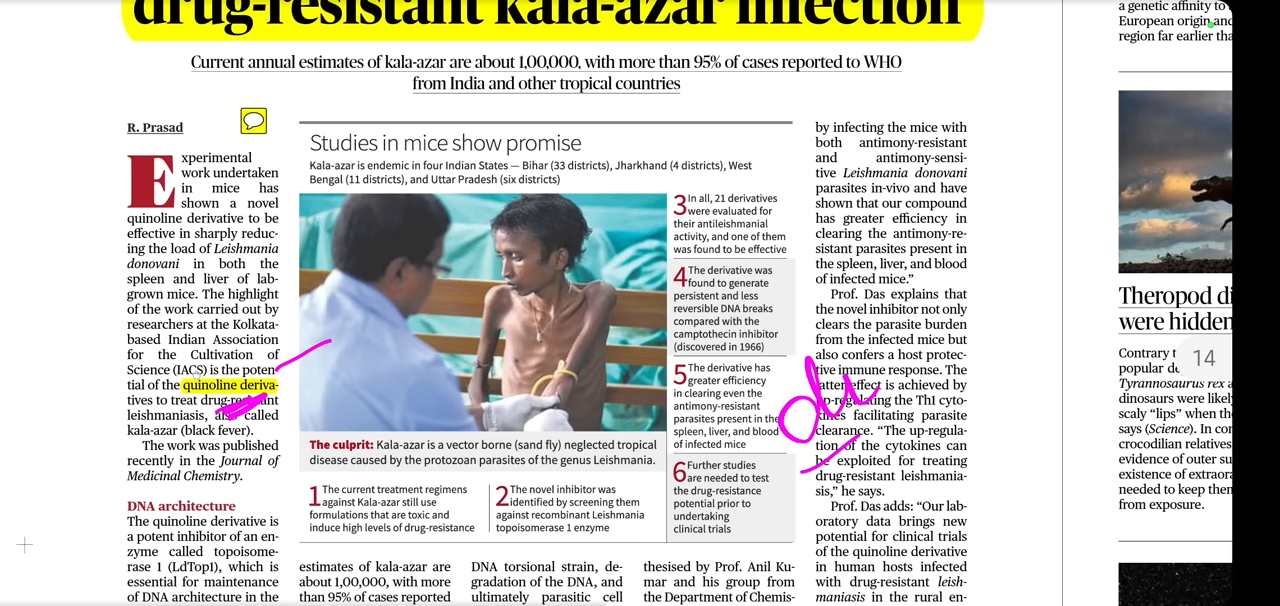 drug-resistant kala-azar infection
Current annual estimates of kala-azar are about 1,00,000, with more than 95% of cases reported to WHO
from India and other tropical countries
R. Prasad
Experimental
work undertaken
in mice has
shown a novel
quinoline derivative to be
effective in sharply reduc-
ing the load of Leishmania
donovani in both the
spleen and liver of lab-
grown mice. The highlight
of the work carried out by
researchers at the Kolkata-
based Indian Association
for the Cultivation of
Science (IACS) is the poten-
tial of the quinoline deriva-
tives to treat drug-resistant
leishmaniasis, also called
kala-azar (black fever).
The work was published
recently in the Journal of
Medicinal Chemistry.
DNA architecture
The quinoline derivative is
a potent inhibitor of an en-
zyme called topoisome-
rase 1 (LdTop1), which is
essential for maintenance
of DNA architecture in the
Studies in mice show promise
Kala-azar is endemic in four Indian States — Bihar (33 districts), Jharkhand (4 districts), West
Bengal (11 districts), and Uttar Pradesh (six districts)
The culprit: Kala-azar is a vector borne (sand fly) neglected tropical
disease caused by the protozoan parasites of the genus Leishmania.
1 The current treatment regimens
against Kala-azar still use
formulations that are toxic and
induce high levels of drug-resistance
2 The novel inhibitor was
identified by screening them
against recombinant Leishmania
topoisomerase 1 enzyme
3 In all, 21 derivatives
were evaluated for
their antileishmanial
activity, and one of them
was found to be effective
4 The derivative was
found to generate
persistent and less
reversible DNA breaks
compared with the
camptothecin inhibitor
(discovered in 1966)
5 The derivative has
greater efficiency
in clearing even the
antimony-resistant
parasites present in the
spleen, liver, and blood
of infected mice
6 Further studies
are needed to test
the drug-resistance
potential prior to
undertaking
clinical trials
estimates of kala-azar are
about 1,00,000, with more
than 95% of cases reported
DNA torsional strain, de-
gradation of the DNA, and
ultimately parasitic cell
thesised by Prof. Anil Ku-
mar and his group from
the Department of Chemis-
by infecting the mice with
both antimony-resistant
and antimony-sensi-
tive Leishmania donovani
parasites in-vivo and have
shown that our compound
has greater efficiency in
clearing the antimony-re-
sistant parasites present in
the spleen, liver, and blood
of infected mice.”
Prof. Das explains that
the novel inhibitor not only
clears the parasite burden
from the infected mice but
also confers a host protec-
tive immune response. The
latter effect is achieved by
up-regulating the Th1 cyto-
kines facilitating parasite
clearance. “The up-regula-
tion of the cytokines can
be exploited for treating
drug-resistant leishmania-
sis,” he says.
Prof. Das adds: “Our lab-
oratory data brings new
potential for clinical trials
of the quinoline derivative
in human hosts infected
with drug-resistant leish-
maniasis in the rural en-
a genetic affinity to
European origin and
region far earlier tha
Theropod di
were hidden
14
Contrary t
popular de
Tyrannosaurus rex a
dinosaurs were likely
scaly “lips” when the
says (Science). In con
crocodilian relatives
evidence of outer su
existence of extraora
needed to keep then
from exposure.